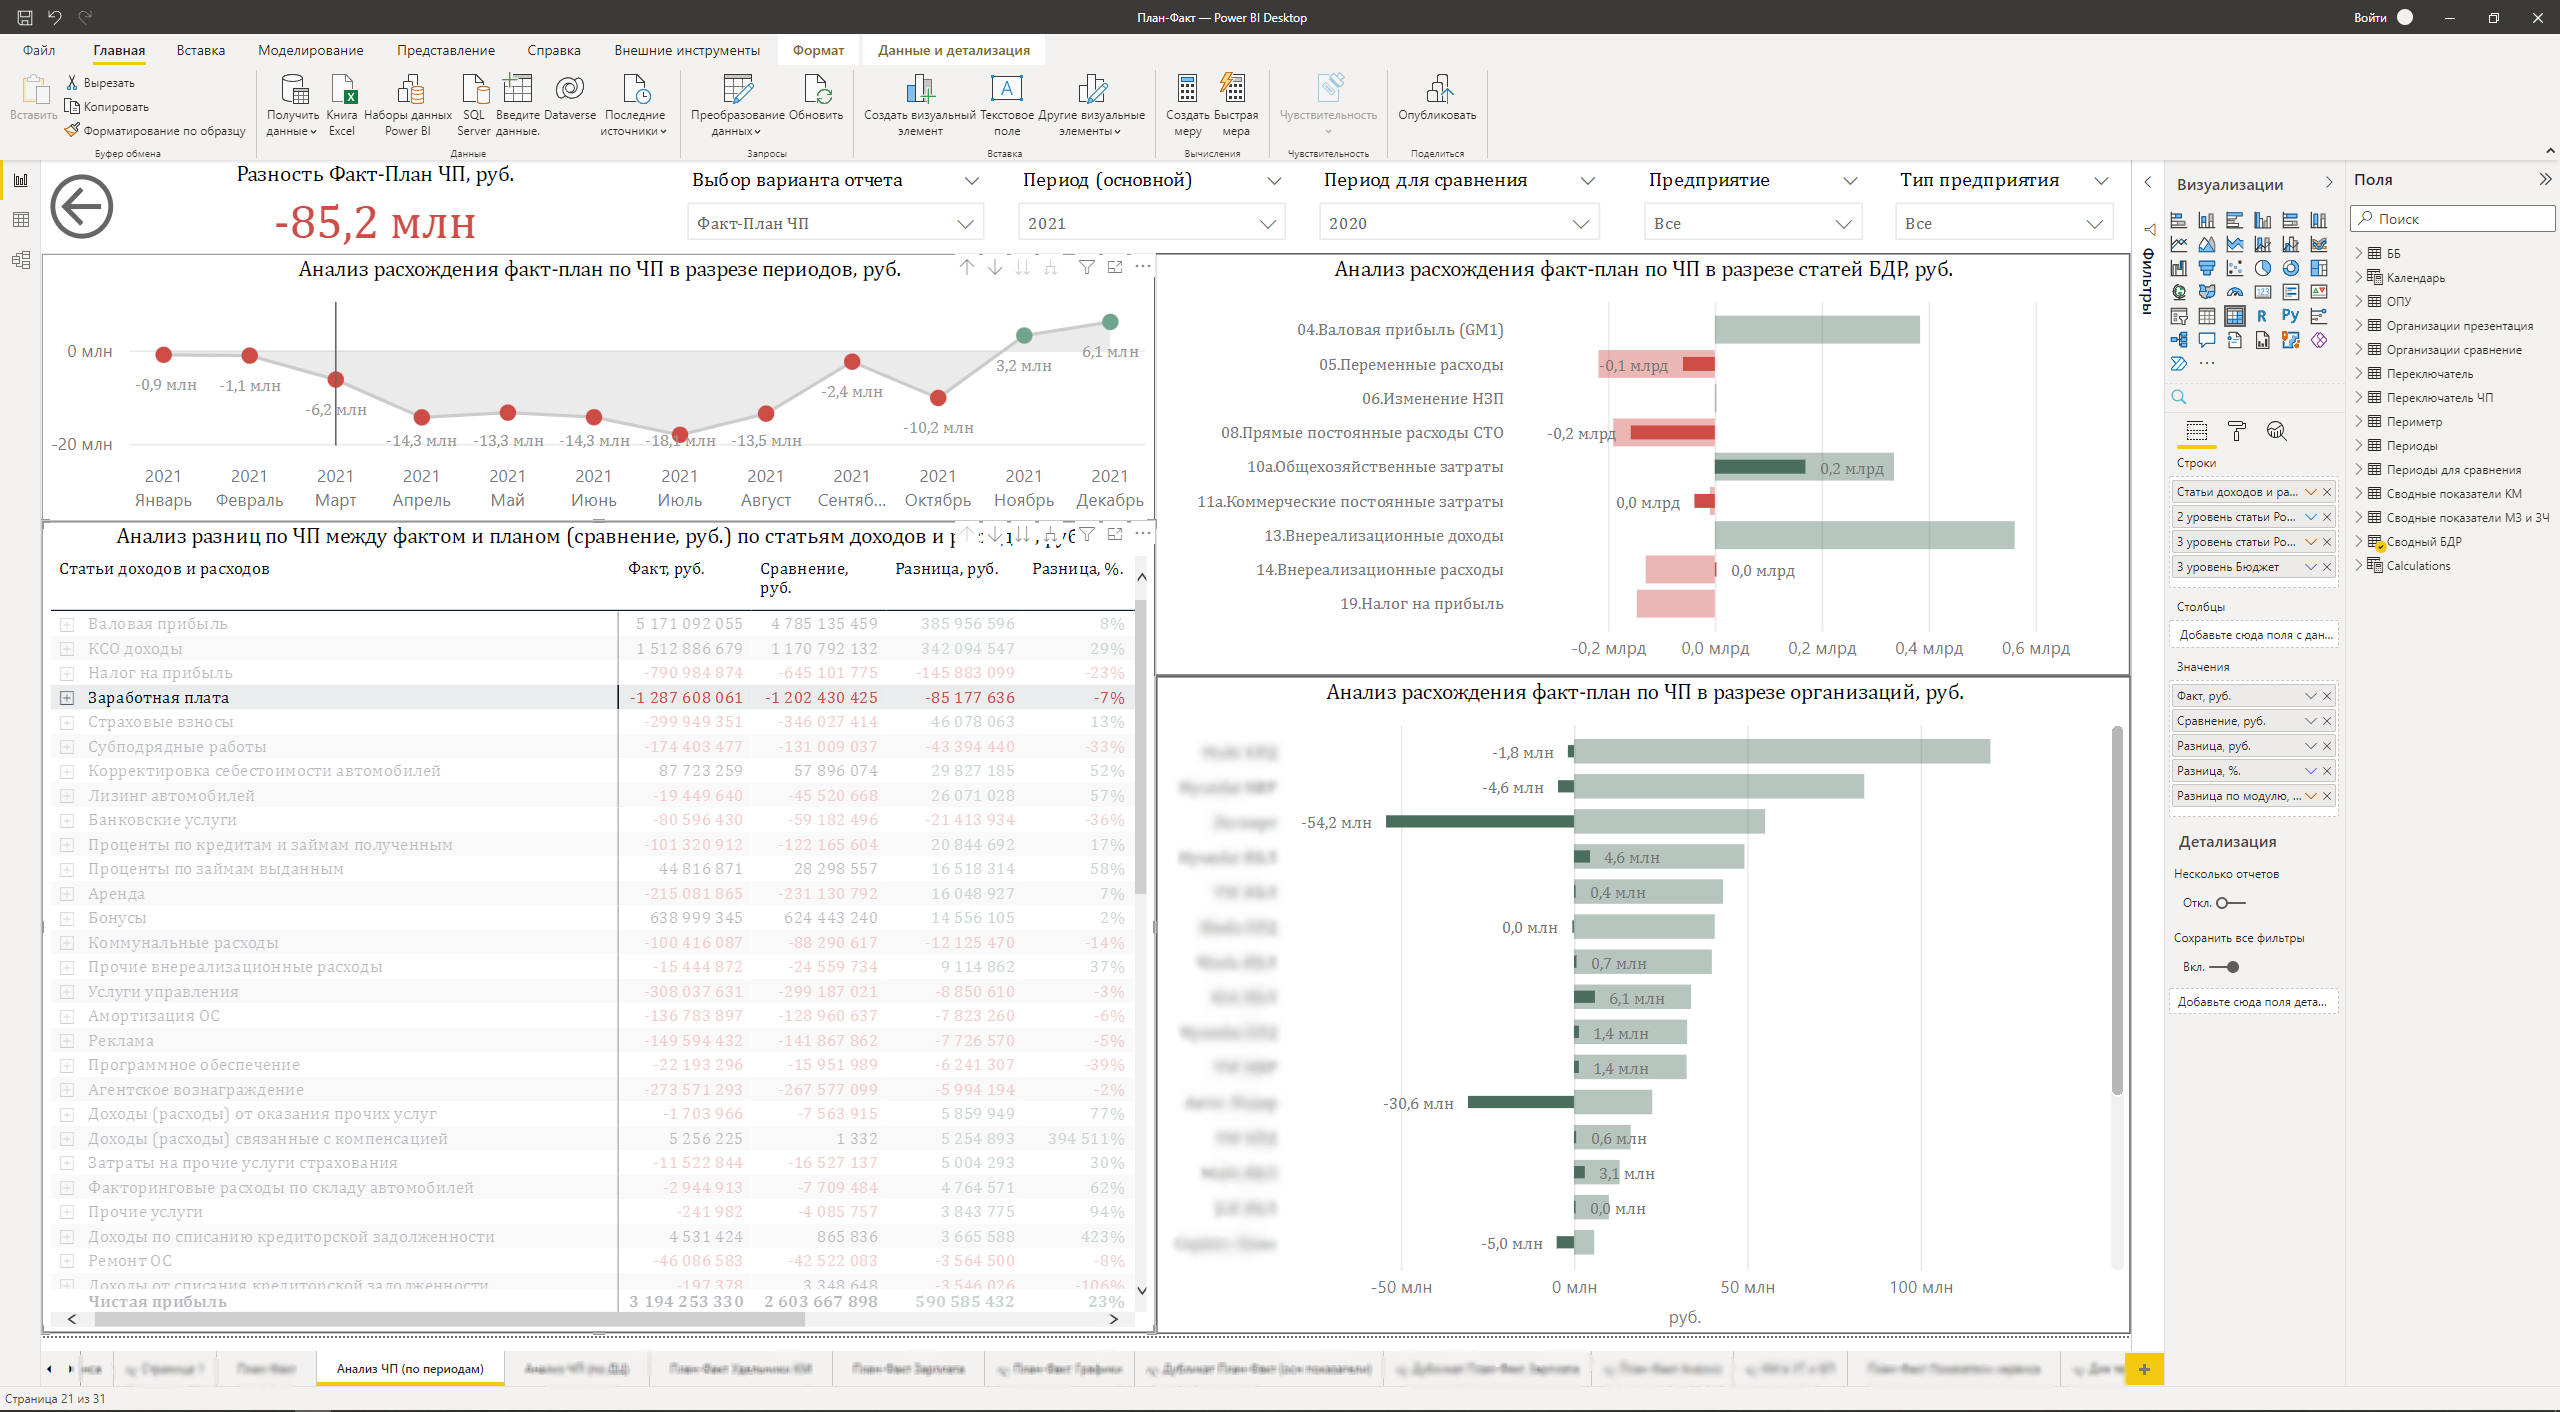 План-Факт — Power BI Desktop
Войти
Файл
Главная
Вставка
Моделирование
Представление
Справка
Внешние инструменты
Формат
Данные и детализация
Вставить
Вырезать
Копировать
Форматирование по образцу
Буфер обмена
Получить данные
Книга Excel
Наборы данных Power BI
SQL Server
Введите данные.
Dataverse
Последние источники
Данные
Преобразование данных
Обновить
Запросы
Создать визуальный элемент
Текстовое поле
Другие визуальные элементы
Вставка
Создать меру
Быстрая мера
Вычисления
Чувствительность
Чувствительность
Опубликовать
Поделиться
Разность Факт-План ЧП, руб.
-85,2 млн
Выбор варианта отчета
Факт-План ЧП
Период (основной)
2021
Период для сравнения
2020
Предприятие
Все
Тип предприятия
Все
Анализ расхождения факт-план по ЧП в разрезе периодов, руб.
0 млн
-20 млн
-0,9 млн
-1,1 млн
-6,2 млн
-14,3 млн
-13,3 млн
-14,3 млн
-18,1 млн
-13,5 млн
-2,4 млн
-10,2 млн
3,2 млн
6,1 млн
2021 Январь
2021 Февраль
2021 Март
2021 Апрель
2021 Май
2021 Июнь
2021 Июль
2021 Август
2021 Сентяб...
2021 Октябрь
2021 Ноябрь
2021 Декабрь
Анализ разниц по ЧП между фактом и планом (сравнение, руб.) по статьям доходов и
Статьи доходов и расходов Факт, руб. Сравнение, руб. Разница, руб. Разница, %.
Валовая прибыль 5 171 092 055 4 785 135 459 385 956 596 8%
КСО доходы 1 512 886 679 1 170 792 132 342 094 547 29%
Налог на прибыль -790 984 874 -645 101 775 -145 883 099 -23%
Заработная плата -1 287 608 061 -1 202 430 425 -85 177 636 -7%
Страховые взносы -299 949 351 -346 027 414 46 078 063 13%
Субподрядные работы -174 403 477 -131 009 037 -43 394 440 -33%
Корректировка себестоимости автомобилей 87 723 259 57 896 074 29 827 185 52%
Лизинг автомобилей -19 449 640 -45 520 668 26 071 028 57%
Банковские услуги -80 596 430 -59 182 496 -21 413 934 -36%
Проценты по кредитам и займам полученным -101 320 912 -122 165 604 20 844 692 17%
Проценты по займам выданным 44 816 871 28 298 557 16 518 314 58%
Аренда -215 081 865 -231 130 792 16 048 927 7%
Бонусы 638 999 345 624 443 240 14 556 105 2%
Коммунальные расходы -100 416 087 -88 290 617 -12 125 470 -14%
Прочие внереализационные расходы -15 444 872 -24 559 734 9 114 862 37%
Услуги управления -308 037 631 -299 187 021 -8 850 610 -3%
Амортизация ОС -136 783 897 -128 960 637 -7 823 260 -6%
Реклама -149 594 432 -141 867 862 -7 726 570 -5%
Программное обеспечение -22 193 296 -15 951 989 -6 241 307 -39%
Агентское вознаграждение -273 571 293 -267 577 099 -5 994 194 -2%
Доходы (расходы) от оказания прочих услуг -1 703 966 -7 563 915 5 859 949 77%
Доходы (расходы) связанные с компенсацией 5 256 225 1 332 5 254 893 394 511%
Затраты на прочие услуги страхования -11 522 844 -16 527 137 5 004 293 30%
Факторинговые расходы по складу автомобилей -2 944 913 -7 709 484 4 764 571 62%
Прочие услуги -241 982 -4 085 757 3 843 775 94%
Доходы по списанию кредиторской задолженности 4 531 424 865 836 3 665 588 423%
Ремонт ОС -46 086 583 -42 522 083 -3 564 500 -8%
Доходы от списания кредиторской задолженности -197 378 3 348 648 -3 546 026 -106%
Чистая прибыль 3 194 253 330 2 603 667 898 590 585 432 23%
Анализ расхождения факт-план по ЧП в разрезе статей БДР, руб.
04.Валовая прибыль (GM1)
05.Переменные расходы -0,1 млрд
06.Изменение НЗП
08.Прямые постоянные расходы СТО -0,2 млрд
10а.Общехозяйственные затраты 0,2 млрд
11а.Коммерческие постоянные затраты 0,0 млрд
13.Внереализационные доходы
14.Внереализационные расходы 0,0 млрд
19.Налог на прибыль
-0,2 млрд 0,0 млрд 0,2 млрд 0,4 млрд 0,6 млрд
Анализ расхождения факт-план по ЧП в разрезе организаций, руб.
-1,8 млн
-4,6 млн
-54,2 млн
4,6 млн
0,4 млн
0,0 млн
0,7 млн
6,1 млн
1,4 млн
1,4 млн
-30,6 млн
0,6 млн
3,1 млн
0,0 млн
-5,0 млн
-50 млн 0 млн 50 млн 100 млн
руб.
Фильтры
Визуализации
Строки
Статьи доходов и ра...
2 уровень статьи Ро...
3 уровень статьи Ро...
3 уровень Бюджет
Столбцы
Добавьте сюда поля с дан...
Значения
Факт, руб.
Сравнение, руб.
Разница, руб.
Разница, %.
Разница по модулю, ...
Детализация
Несколько отчетов
Откл.
Сохранить все фильтры
Вкл.
Добавьте сюда поля дета...
Поля
Поиск
ББ
Календарь
ОПУ
Организации презентация
Организации сравнение
Переключатель
Переключатель ЧП
Периметр
Периоды
Периоды для сравнения
Сводные показатели КМ
Сводные показатели МЗ и ЗЧ
Сводный БДР
Calculations
Анализ ЧП (по периодам)
Страница 21 из 31